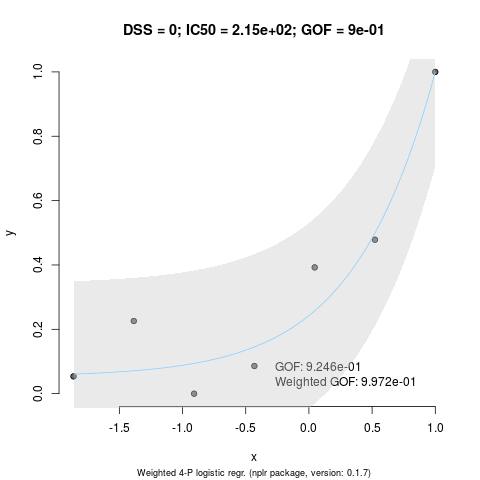 DSS = 0; IC50 = 2.15e+02; GOF = 9e-01
1.0
0.8
0.6
y
0.4
0.2
0.0
GOF: 9.246e-01
Weighted GOF: 9.972e-01
-1.5 -1.0 -0.5 0.0 0.5 1.0
x
Weighted 4-P logistic regr. (nplr package, version: 0.1.7)